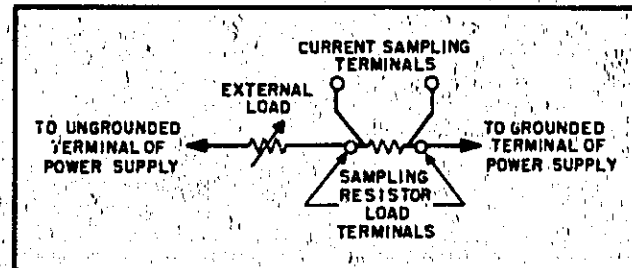 CURRENT SAMPLING
TERMINALS
EXTERNAL
LOAD
TO UNGROUNDED
TERMINAL OF
POWER SUPPLY
TO GROUNDED
TERMINAL OF
POWER SUPPLY
SAMPLING
RESISTOR
LOAD
TERMINALS